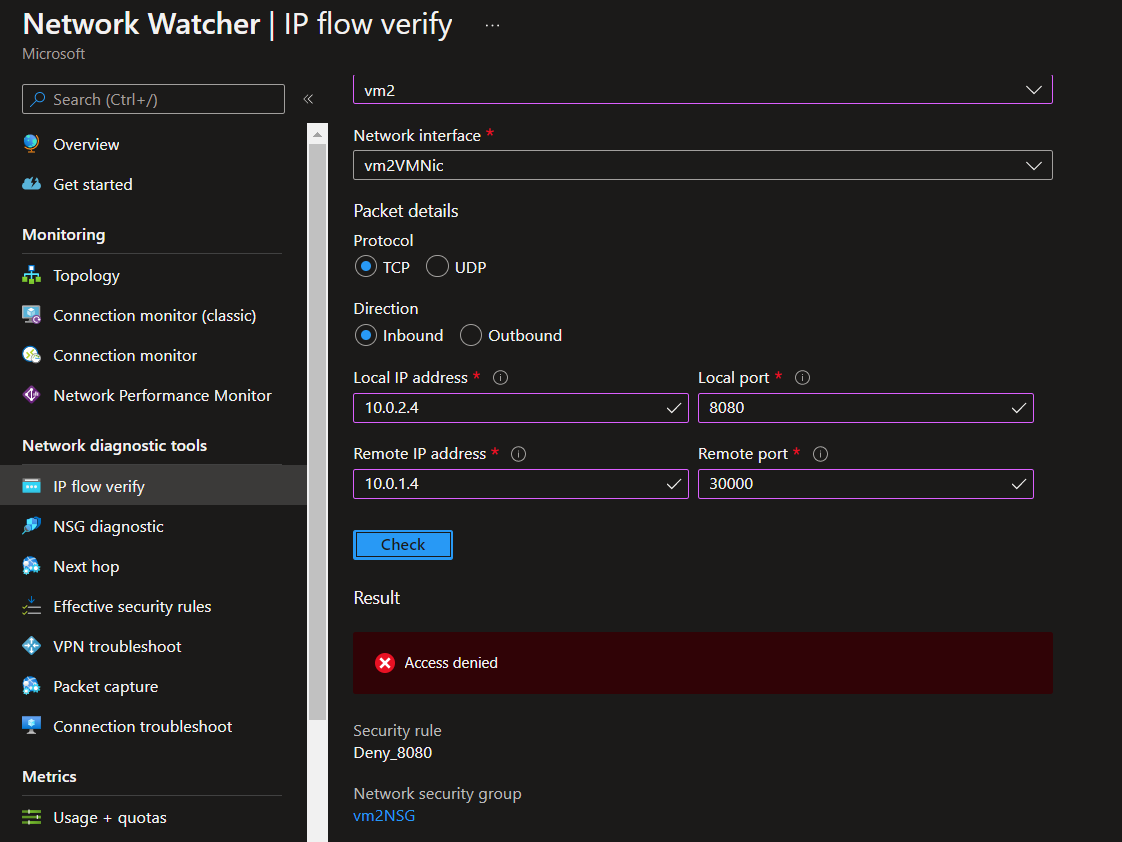 Network Watcher | IP flow verify ...
Microsoft
Search (Ctrl+/)
«
Overview
Get started
Monitoring
Topology
Connection monitor (classic)
Connection monitor
Network Performance Monitor
Network diagnostic tools
IP flow verify
NSG diagnostic
Next hop
Effective security rules
VPN troubleshoot
Packet capture
Connection troubleshoot
Metrics
Usage + quotas
vm2
Network interface *
vm2VMNic
Packet details
Protocol
TCP UDP
Direction
Inbound Outbound
Local IP address * Local port *
10.0.2.4 8080
Remote IP address * Remote port *
10.0.1.4 30000
Check
Result
Access denied
Security rule
Deny_8080
Network security group
vm2NSG